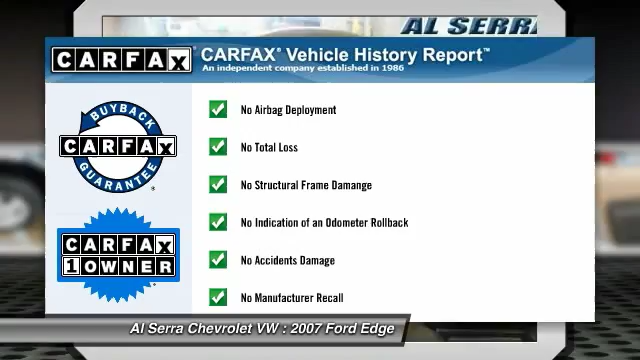 AL SERRA
CARFAX
CARFAX® Vehicle History Report™
An independent company established in 1986
BUYBACK
CARFAX
GUARANTEE
®
CARFAX
1 OWNER
No Airbag Deployment
No Total Loss
No Structural Frame Damange
No Indication of an Odometer Rollback
No Accidents Damage
No Manufacturer Recall
Al Serra Chevrolet VW : 2007 Ford Edge